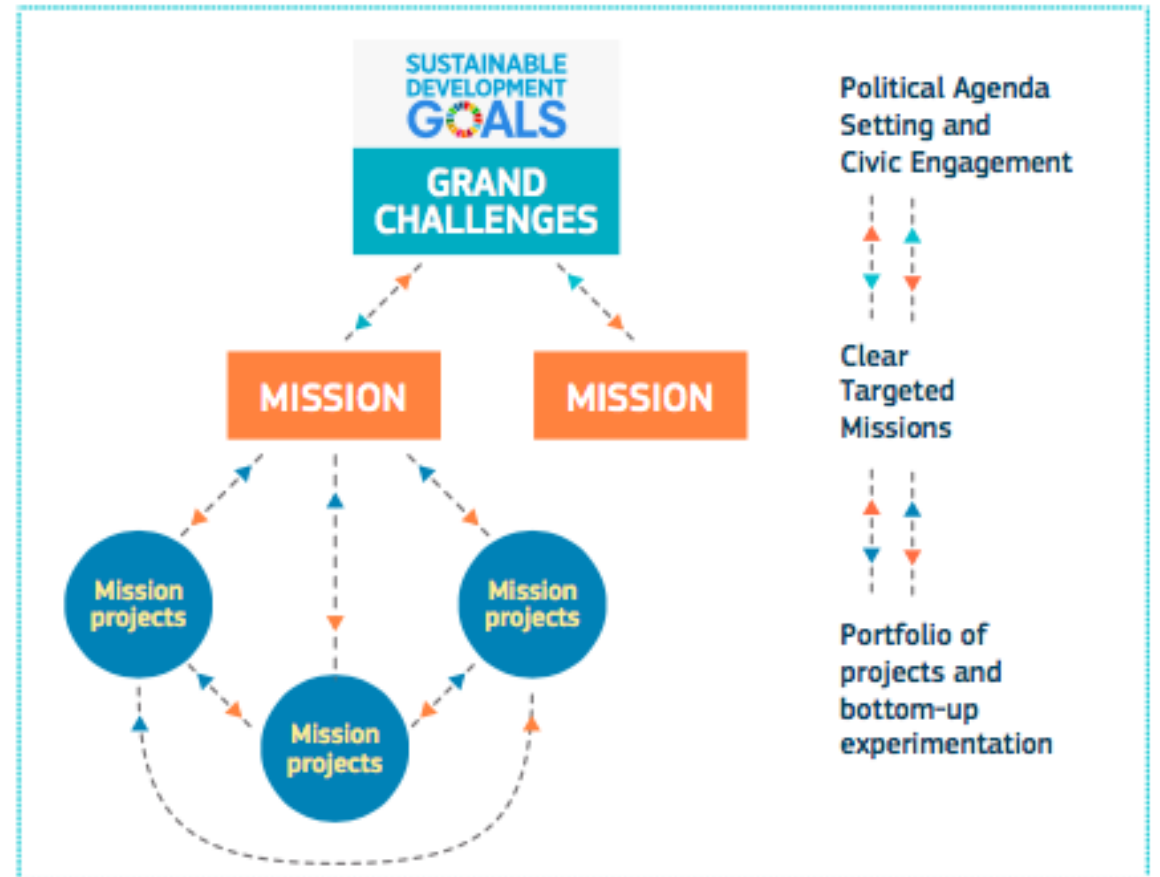 SUSTAINABLE
DEVELOPMENT
GOALS
GRAND
CHALLENGES
MISSION
MISSION
Mission
projects
Mission
projects
Mission
projects
Political Agenda
Setting and
Civic Engagement
Clear
Targeted
Missions
Portfolio of
projects and
bottom-up
experimentation